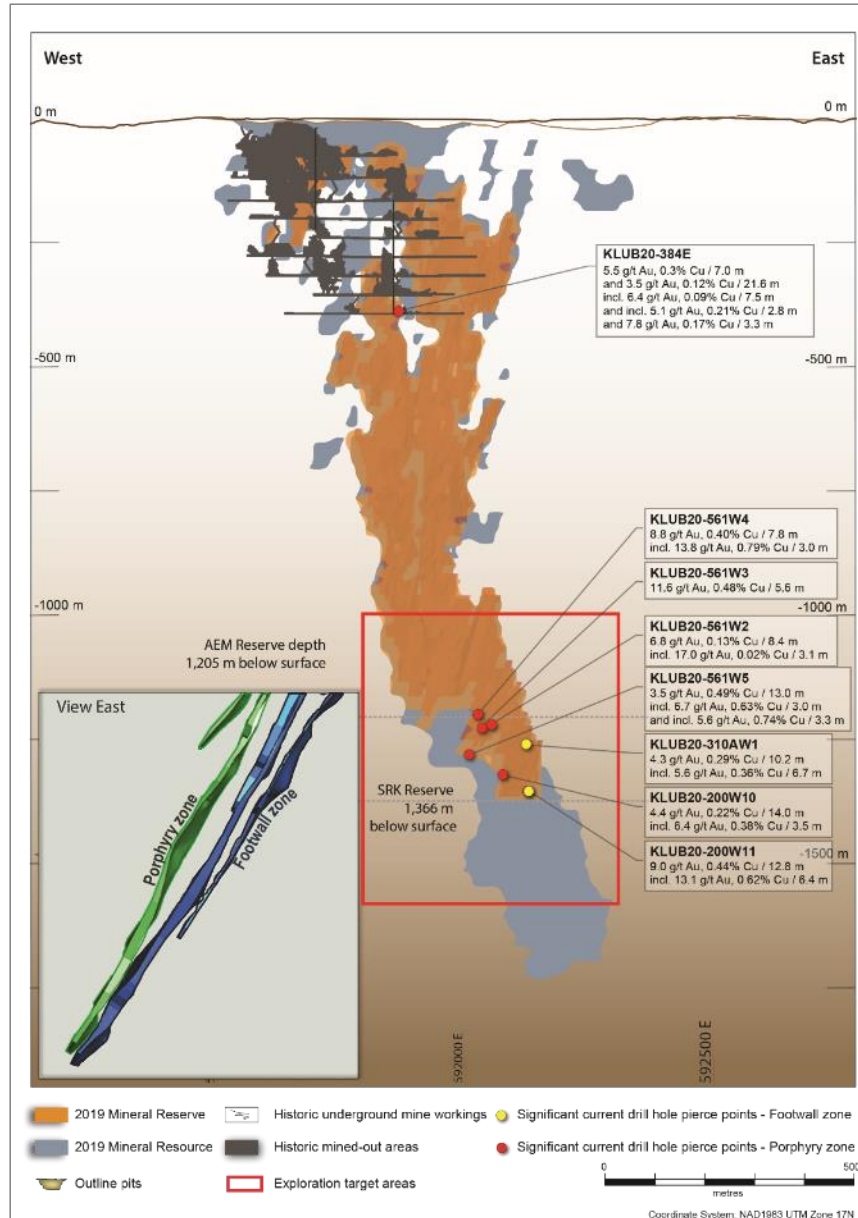 West
East
0 m
0 m
KLUB20-384E
5.5 g/t Au, 0.3% Cu / 7.0 m
and 3.5 g/t Au, 0.12% Cu / 21.6 m
incl. 6.4 g/t Au, 0.09% Cu / 7.5 m
and incl. 5.1 g/t Au, 0.21% Cu / 2.8 m
and 7.8 g/t Au, 0.17% Cu / 3.3 m
-500 m
-500 m
KLUB20-561W4
8.8 g/t Au, 0.40% Cu / 7.8 m
incl. 13.8 g/t Au, 0.79% Cu / 3.0 m
KLUB20-561W3
11.6 g/t Au, 0.48% Cu / 5.6 m
-1000 m
-1000 m
KLUB20-561W2
6.8 g/t Au, 0.13% Cu / 8.4 m
incl. 17.0 g/t Au, 0.02% Cu / 3.1 m
AEM Reserve depth
1,205 m below surface
KLUB20-561W5
3.5 g/t Au, 0.49% Cu / 13.0 m
incl. 6.7 g/t Au, 0.63% Cu / 3.0 m
and incl. 5.6 g/t Au, 0.74% Cu / 3.3 m
View East
KLUB20-310AW1
4.3 g/t Au, 0.29% Cu / 10.2 m
incl. 5.6 g/t Au, 0.36% Cu / 6.7 m
SRK Reserve
1,366 m
below surface
KLUB20-200W10
4.4 g/t Au, 0.22% Cu / 14.0 m
incl. 6.4 g/t Au, 0.38% Cu / 3.5 m
KLUB20-200W11
9.0 g/t Au, 0.44% Cu / 12.8 m
incl. 13.1 g/t Au, 0.62% Cu / 6.4 m
-1500 m
Porphyry zone
Footwall zone
592000 E
592500 E
2019 Mineral Reserve
Historic underground mine workings
Significant current drill hole pierce points - Footwall zone
2019 Mineral Resource
Historic mined-out areas
Significant current drill hole pierce points - Porphyry zone
Outline pits
Exploration target areas
0
500
metres
Coordinate System: NAD1983 UTM Zone 17N